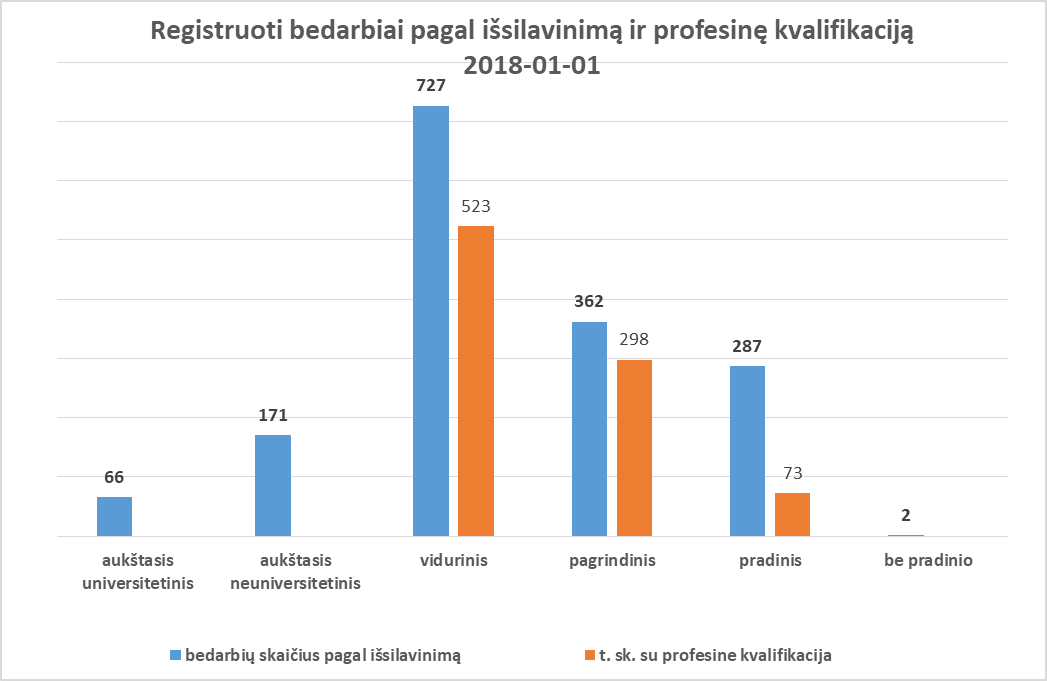 Registruoti bedarbiai pagal išsilavinimą ir profesinę kvalifikaciją
2018-01-01
727
523
362
298
287
171
66
73
2
aukštasis
universitetinis
aukštasis
neuniversitetinis
vidurinis
pagrindinis
pradinis
be pradinio
bedarbių skaičius pagal išsilavinimą
t. sk. su profesine kvalifikacija